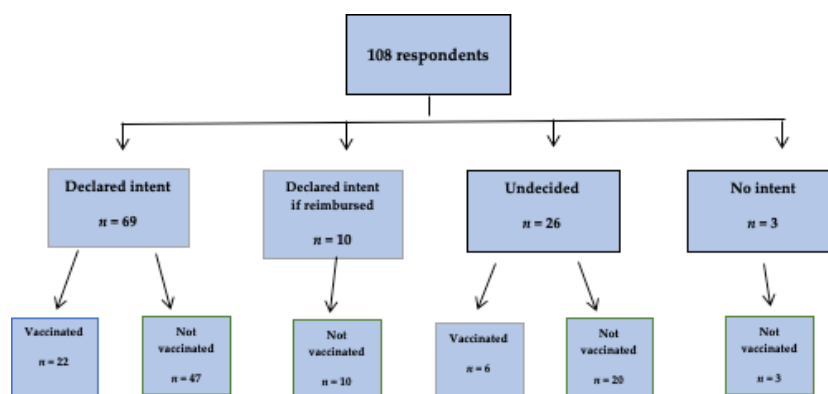 108 respondents
Declared intent
n = 69
Declared intent
if reimbursed
n = 10
Undecided
n = 26
No intent
n = 3
Vaccinated
n = 22
Not
vaccinated
n = 47
Not
vaccinated
n = 10
Vaccinated
n = 6
Not
vaccinated
n = 20
Not
vaccinated
n = 3